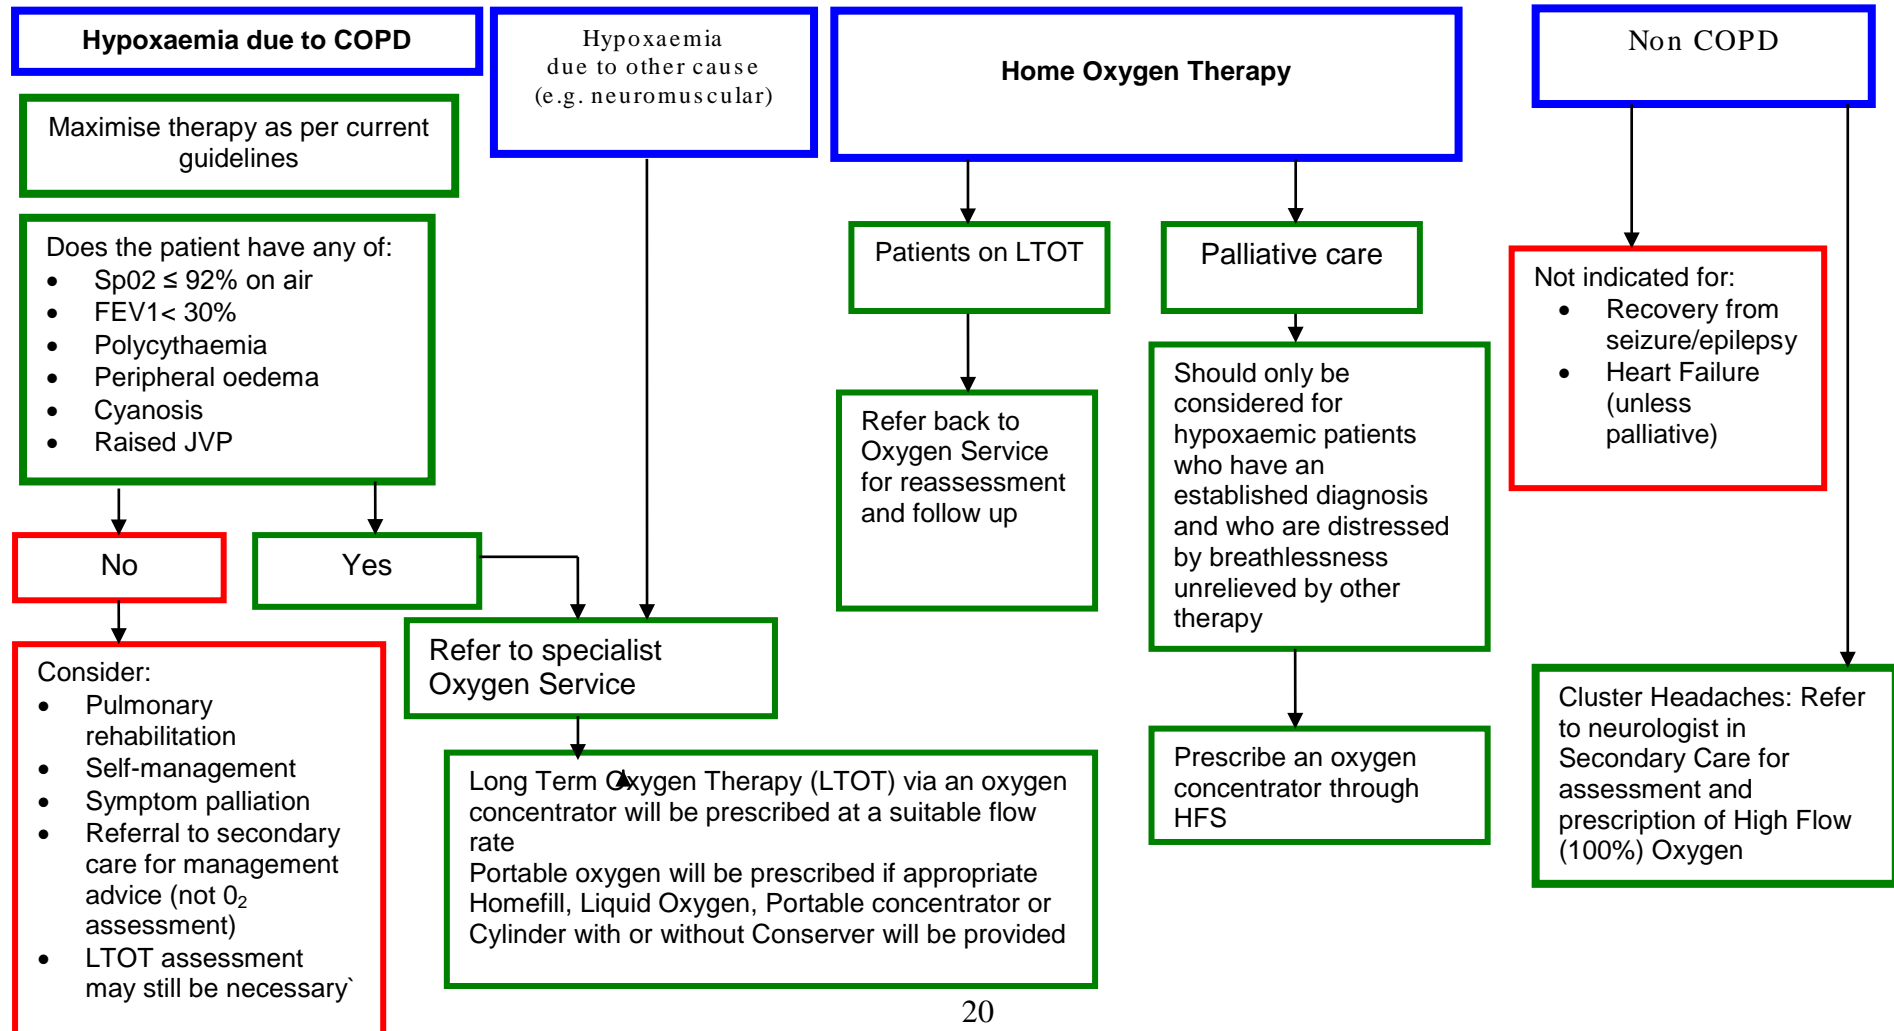 Hypoxaemia due to COPD
Maximise therapy as per current
guidelines
Does the patient have any of:
• Sp02 ≤ 92% on air
• FEV1< 30%
• Polycythaemia
• Peripheral oedema
• Cyanosis
• Raised JVP
No
Yes
Consider:
• Pulmonary
rehabilitation
• Self-management
• Symptom palliation
• Referral to secondary
care for management
advice (not 0₂
assessment)
• LTOT assessment
may still be necessary`
Hypoxaemia
due to other cause
(e.g. neuromuscular)
Refer to specialist
Oxygen Service
Long Term Oxygen Therapy (LTOT) via an oxygen
concentrator will be prescribed at a suitable flow
rate
Portable oxygen will be prescribed if appropriate
Homefill, Liquid Oxygen, Portable concentrator or
Cylinder with or without Conserver will be provided
Home Oxygen Therapy
Patients on LTOT
Refer back to
Oxygen Service
for reassessment
and follow up
Palliative care
Should only be
considered for
hypoxaemic patients
who have an
established diagnosis
and who are distressed
by breathlessness
unrelieved by other
therapy
Prescribe an oxygen
concentrator through
HFS
Non COPD
Not indicated for:
• Recovery from
seizure/epilepsy
• Heart Failure
(unless
palliative)
Cluster Headaches: Refer
to neurologist in
Secondary Care for
assessment and
prescription of High Flow
(100%) Oxygen
20